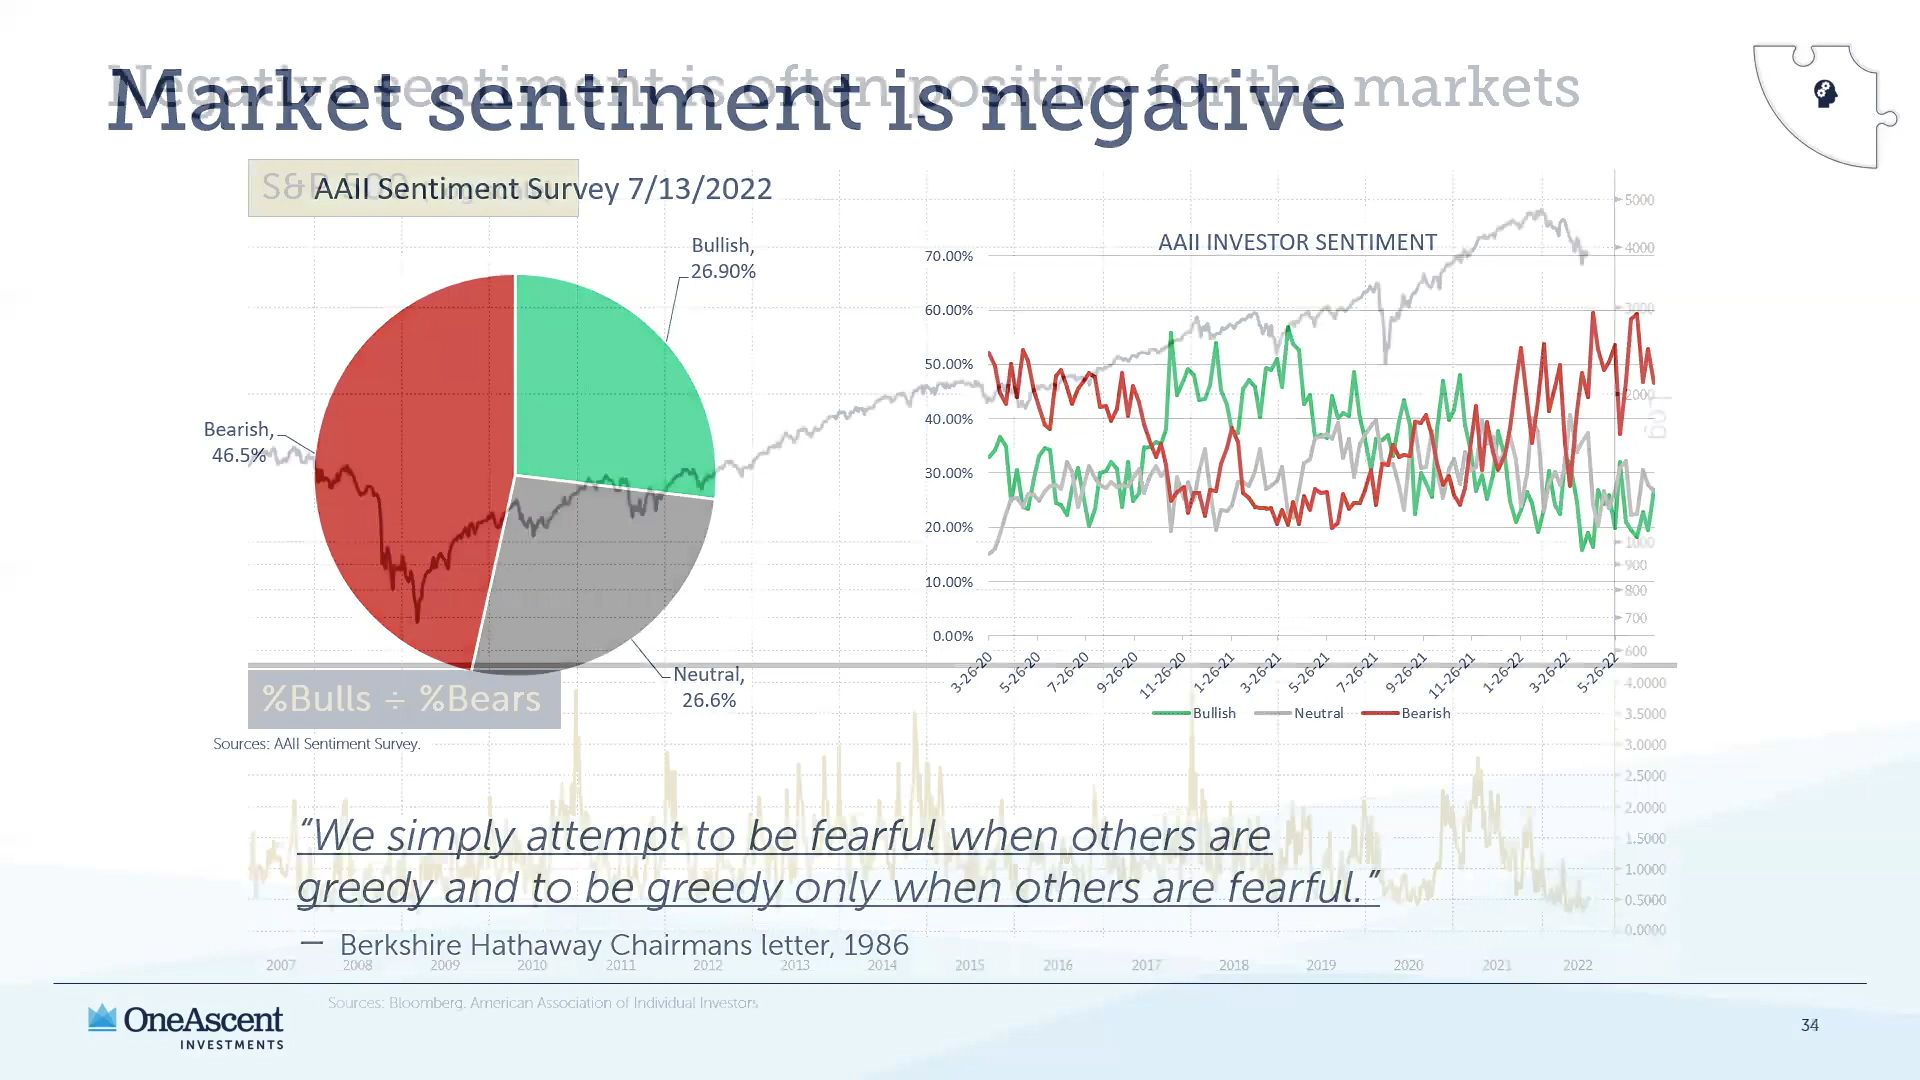 Negative sentiment is often positive for the markets
Market sentiment is negative
S&P 500
AAII Sentiment Survey 7/13/2022
Bullish,
26.90%
Bearish,
46.5%
Neutral,
26.6%
AAII INVESTOR SENTIMENT
70.00%
60.00%
50.00%
40.00%
30.00%
20.00%
10.00%
0.00%
3-26-20
5-26-20
7-26-20
9-26-20
11-26-20
1-26-21
3-26-21
5-26-21
7-26-21
9-26-21
11-26-21
1-26-22
3-26-22
5-26-22
Bullish Neutral Bearish
5000
4000
3000
2000
1000
900
800
700
600
%Bulls ÷ %Bears
Sources: AAII Sentiment Survey.
4.0000
3.5000
3.0000
2.5000
2.0000
1.5000
1.0000
0.5000
0.0000
“We simply attempt to be fearful when others are
greedy and to be greedy only when others are fearful.”
— Berkshire Hathaway Chairmans letter, 1986
2007 2008 2009 2010 2011 2012 2013 2014 2015 2016 2017 2018 2019 2020 2021 2022
Sources: Bloomberg. American Association of Individual Investors
OneAscent
INVESTMENTS
34